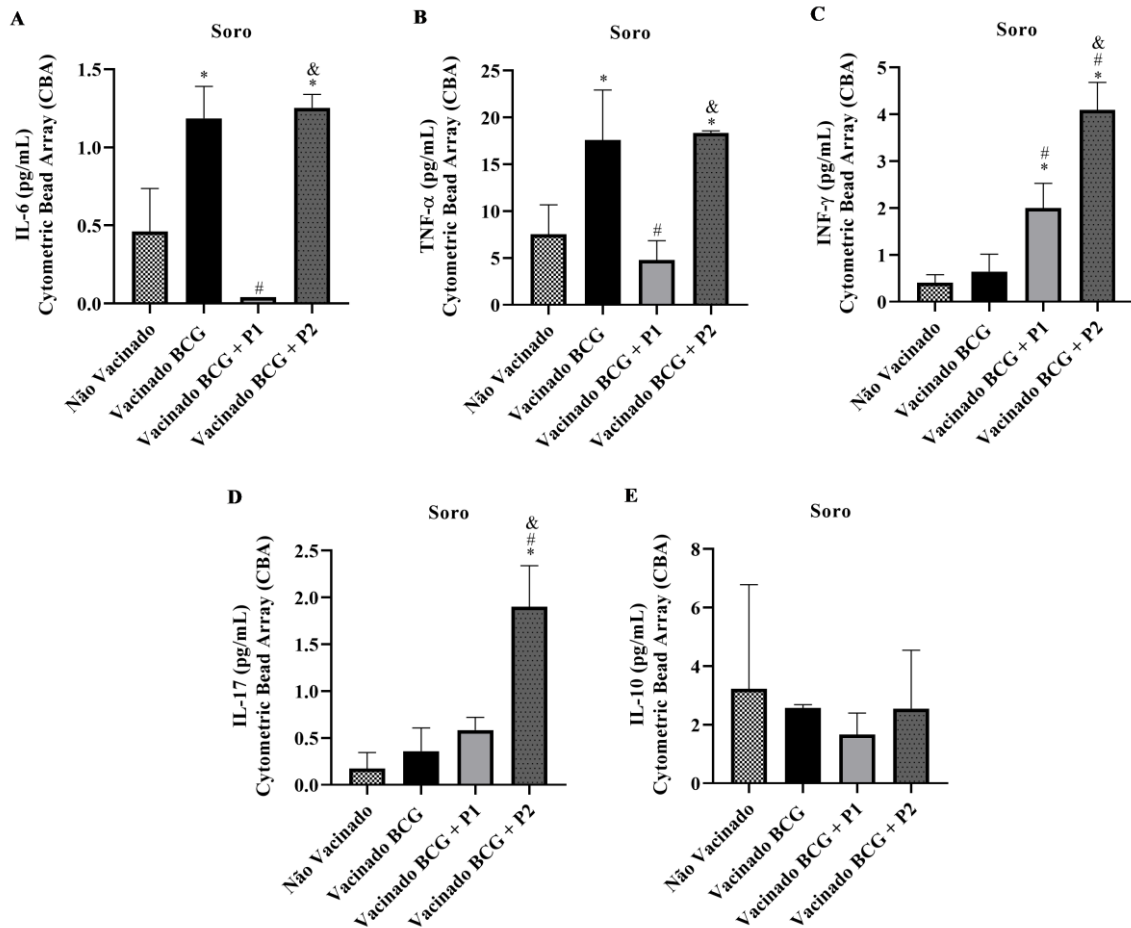 A
Soro
IL-6 (pg/mL)
Cytometric Bead Array (CBA)
1.5
1.0
0.5
0.0
*
#
&
*
Não Vacinado
Vacinado BCG
Vacinado BCG + P1
Vacinado BCG + P2
B
Soro
TNF-α (pg/mL)
Cytometric Bead Array (CBA)
25
20
15
10
5
0
*
#
&
*
Não Vacinado
Vacinado BCG
Vacinado BCG + P1
Vacinado BCG + P2
C
Soro
INF-γ (pg/mL)
Cytometric Bead Array (CBA)
5
4
3
2
1
0
#
*
&
#
*
Não Vacinado
Vacinado BCG
Vacinado BCG + P1
Vacinado BCG + P2
D
Soro
IL-17 (pg/mL)
Cytometric Bead Array (CBA)
2.5
2.0
1.5
1.0
0.5
0.0
&
#
*
Não Vacinado
Vacinado BCG
Vacinado BCG + P1
Vacinado BCG + P2
E
Soro
IL-10 (pg/mL)
Cytometric Bead Array (CBA)
8
6
4
2
0
Não Vacinado
Vacinado BCG
Vacinado BCG + P1
Vacinado BCG + P2